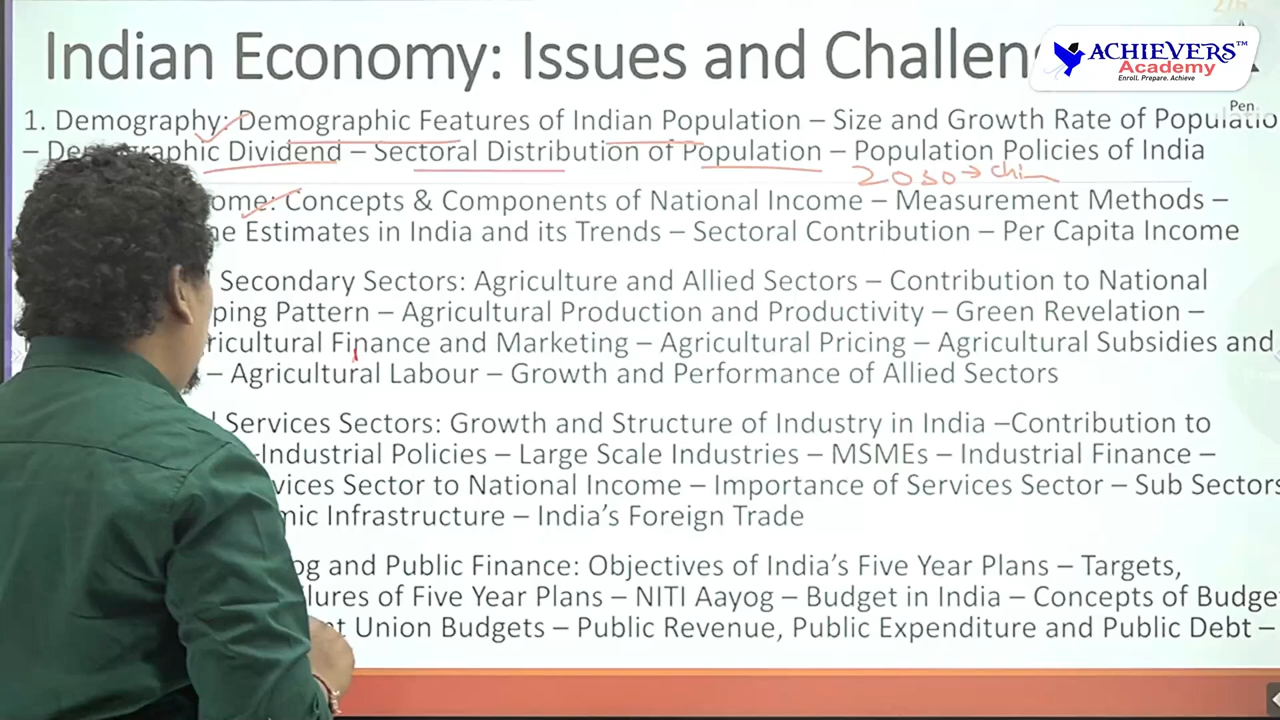 Indian Economy: Issues and Challen
ACHiEVERS™
Academy
Enroll. Prepare. Achieve
Pen
1. Demography: Demographic Features of Indian Population – Size and Growth Rate of Populatio
– Demographic Dividend – Sectoral Distribution of Population – Population Policies of India
2030 → Chin
ome: Concepts & Components of National Income – Measurement Methods –
e Estimates in India and its Trends – Sectoral Contribution – Per Capita Income
Secondary Sectors: Agriculture and Allied Sectors – Contribution to National
ping Pattern – Agricultural Production and Productivity – Green Revelation –
ricultural Finance and Marketing – Agricultural Pricing – Agricultural Subsidies and
– Agricultural Labour – Growth and Performance of Allied Sectors
Services Sectors: Growth and Structure of Industry in India –Contribution to
-Industrial Policies – Large Scale Industries – MSMEs – Industrial Finance –
vices Sector to National Income – Importance of Services Sector – Sub Sectors
mic Infrastructure – India's Foreign Trade
og and Public Finance: Objectives of India's Five Year Plans – Targets,
ilures of Five Year Plans – NITI Aayog – Budget in India – Concepts of Budge
t Union Budgets – Public Revenue, Public Expenditure and Public Debt –